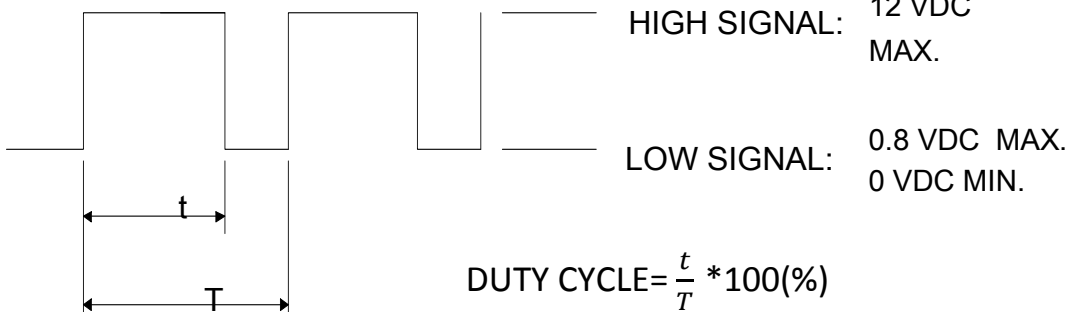 HIGH SIGNAL:
12 VDC
MAX.
LOW SIGNAL:
0.8 VDC MAX.
0 VDC MIN.
t
T
DUTY CYCLE= t/T *100(%)